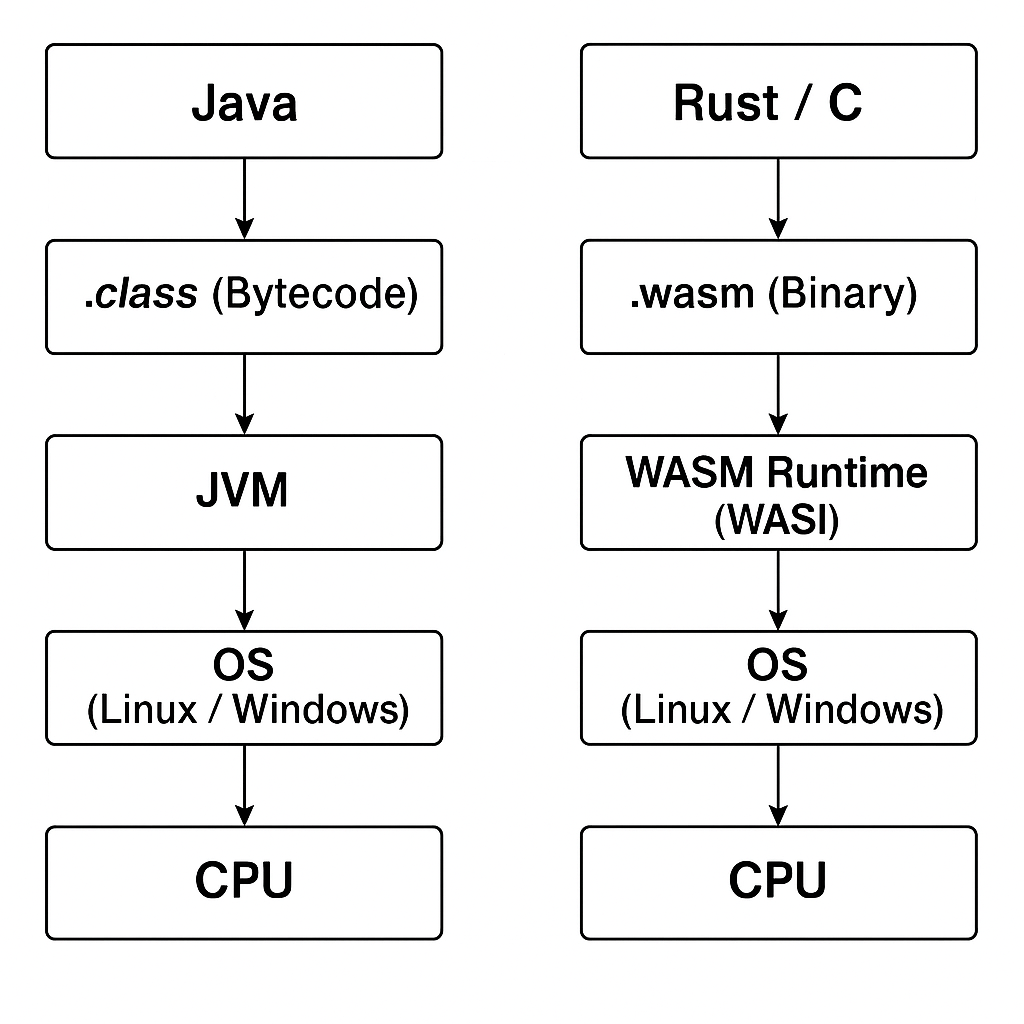 Java
.class (Bytecode)
JVM
OS
(Linux / Windows)
CPU
Rust / C
.wasm (Binary)
WASM Runtime
(WASI)
OS
(Linux / Windows)
CPU